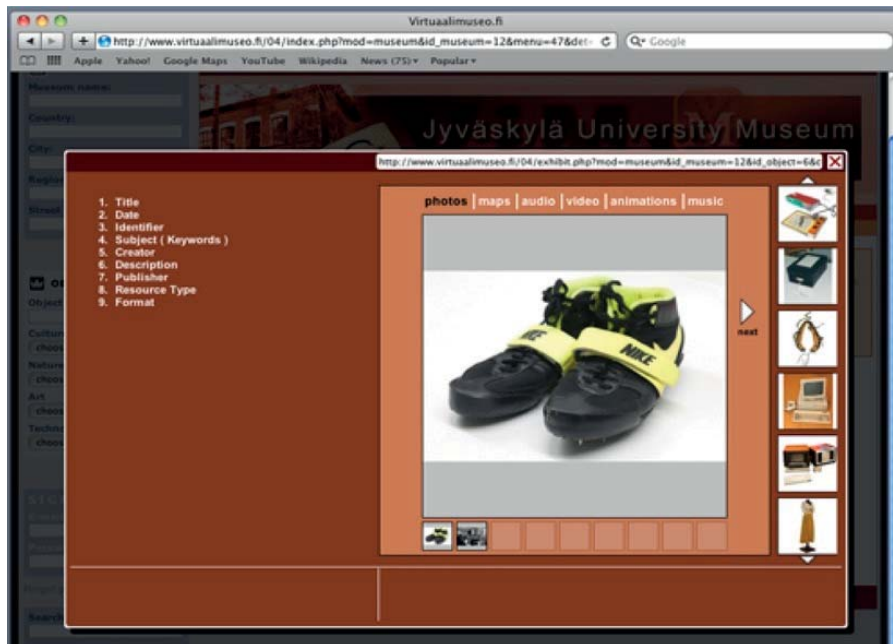 Virtuaalimuseo.fi
http://www.virtuaalimuseo.fi/04/index.php?mod=museum&id_museum=12&menu=47&det-
Google
Apple Yahoo! Google Maps YouTube Wikipedia News (75) Popular
Museum name:
Country:
City:
Jyväskylä University Museum
http://www.virtuaalimuseo.fi/04/exhibit.php?mod=museum&id_museum=12&id_object=6&c
1. Title
2. Date
3. Identifier
4. Subject ( Keywords )
5. Creator
6. Description
7. Publisher
8. Resource Type
9. Format
photos | maps | audio | video | animations | music
NIKE
NIKE
next